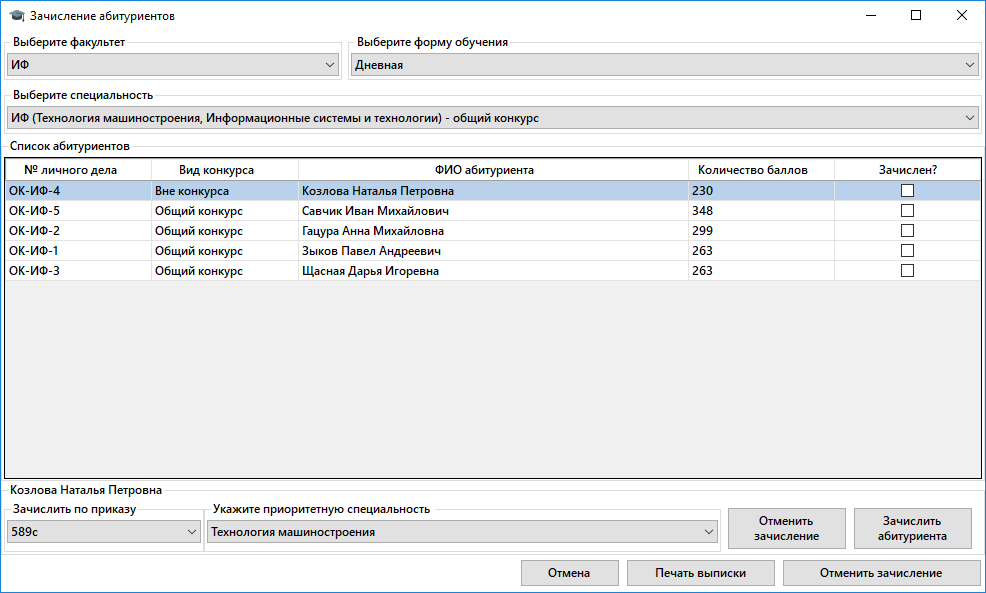 Зачисление абитуриентов
Выберите факультет
Выберите форму обучения
ИФ
Дневная
Выберите специальность
ИФ (Технология машиностроения, Информационные системы и технологии) - общий конкурс
Список абитуриентов
№ личного дела Вид конкурса ФИО абитуриента Количество баллов Зачислен?
ОК-ИФ-4 Вне конкурса Козлова Наталья Петровна 230
ОК-ИФ-5 Общий конкурс Савчик Иван Михайлович 348
ОК-ИФ-2 Общий конкурс Гацура Анна Михайловна 299
ОК-ИФ-1 Общий конкурс Зыков Павел Андреевич 263
ОК-ИФ-3 Общий конкурс Щасная Дарья Игоревна 263
Козлова Наталья Петровна
Зачислить по приказу
Укажите приоритетную специальность
589с
Технология машиностроения
Отменить
зачисление
Зачислить
абитуриента
Отмена
Печать выписки
Отменить зачисление